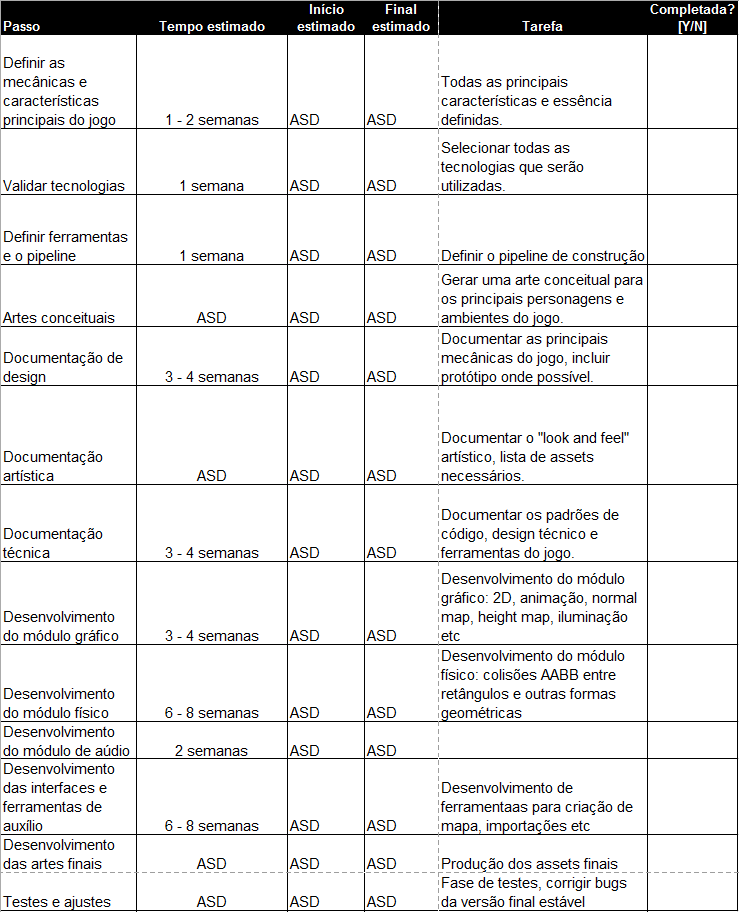 Passo Tempo estimado Início estimado Final estimado Tarefa Completada? [Y/N]
Definir as
mecânicas e
características
principais do jogo
1 - 2 semanas
ASD
ASD
Todas as principais
características e essência
definidas.
Validar tecnologias
1 semana
ASD
ASD
Selecionar todas as
tecnologias que serão
utilizadas.
Definir ferramentas
e o pipeline
1 semana
ASD
ASD
Definir o pipeline de construção
Artes conceituais
ASD
ASD
ASD
Gerar uma arte conceitual para
os principais personagens e
ambientes do jogo.
Documentação de
design
3 - 4 semanas
ASD
ASD
Documentar as principais
mecânicas do jogo, incluir
protótipo onde possível.
Documentação
artística
ASD
ASD
ASD
Documentar o "look and feel"
artístico, lista de assets
necessários.
Documentação
técnica
3 - 4 semanas
ASD
ASD
Documentar os padrões de
código, design técnico e
ferramentas do jogo.
Desenvolvimento
do módulo gráfico
3 - 4 semanas
ASD
ASD
Desenvolvimento do módulo
gráfico: 2D, animação, normal
map, height map, iluminação
etc
Desenvolvimento
do módulo físico
6 - 8 semanas
ASD
ASD
Desenvolvimento do módulo
físico: colisões AABB entre
retângulos e outras formas
geométricas
Desenvolvimento
do módulo de aúdio
2 semanas
ASD
ASD
Desenvolvimento
das interfaces e
ferramentas de
auxílio
6 - 8 semanas
ASD
ASD
Desenvolvimento de
ferramentaas para criação de
mapa, importações etc
Desenvolvimento
das artes finais
ASD
ASD
ASD
Produção dos assets finais
Testes e ajustes
ASD
ASD
ASD
Fase de testes, corrigir bugs
da versão final estável